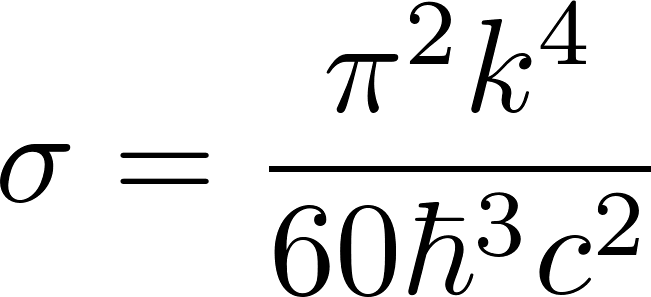 σ = π²k⁴ / 60ħ³c²